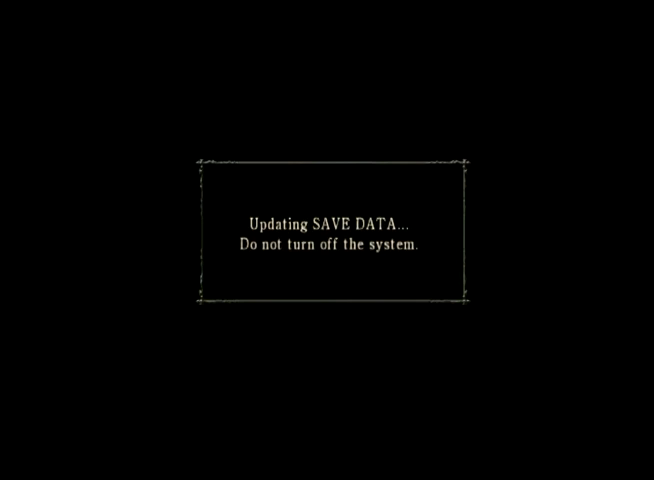 Updating SAVE DATA...
Do not turn off the system.